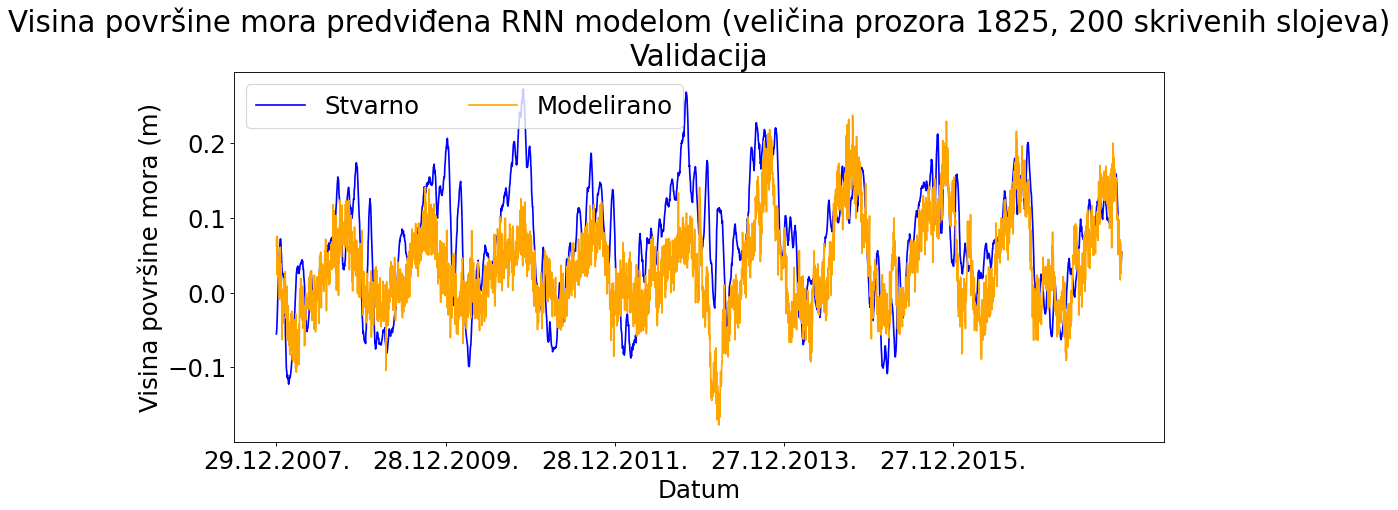 Visina površine mora predviđena RNN modelom (veličina prozora 1825, 200 skrivenih slojeva)
Validacija
Stvarno
Modelirano
Visina površine mora (m)
0.2
0.1
0.0
−0.1
29.12.2007.
28.12.2009.
28.12.2011.
27.12.2013.
27.12.2015.
Datum